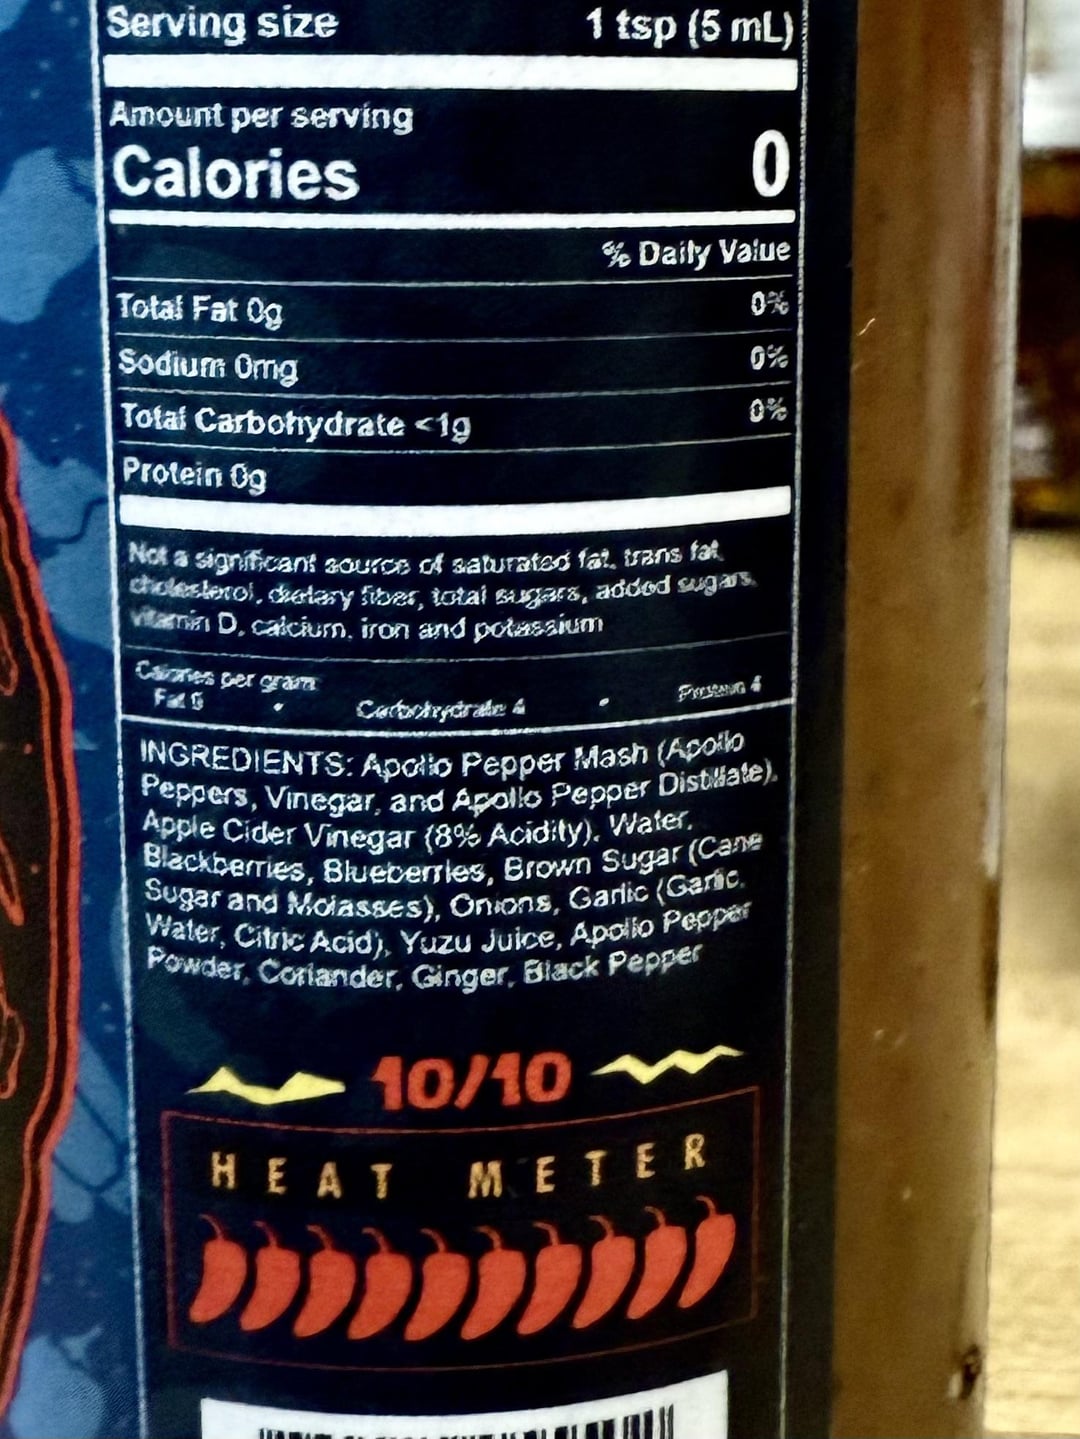 Serving size 1 tsp (5 mL)
Amount per serving
Calories 0
% Daily Value
Total Fat 0g 0%
Sodium 0mg 0%
Total Carbohydrate <1g 0%
Protein 0g
Not a significant source of saturated fat, trans fat,
cholesterol, dietary fiber, total sugars, added sugars,
vitamin D, calcium, iron and potassium
Calories per gram:
Fat 9 • Carbohydrate 4 • Protein 4
INGREDIENTS: Apollo Pepper Mash (Apollo
Peppers, Vinegar, and Apollo Pepper Distillate),
Apple Cider Vinegar (8% Acidity), Water,
Blackberries, Blueberries, Brown Sugar (Cane
Sugar and Molasses), Onions, Garlic (Garlic,
Water, Citric Acid), Yuzu Juice, Apollo Pepper
Powder, Coriander, Ginger, Black Pepper
10/10
HEAT METER